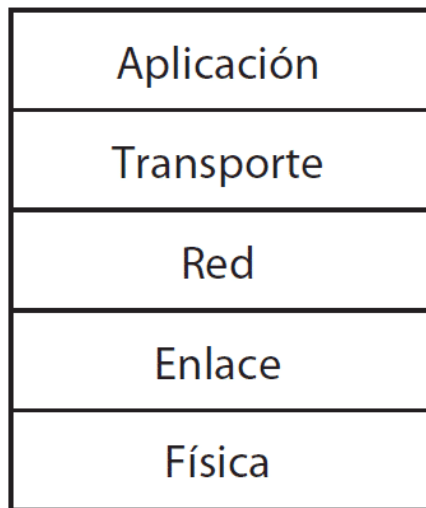 Aplicación
Transporte
Red
Enlace
Física